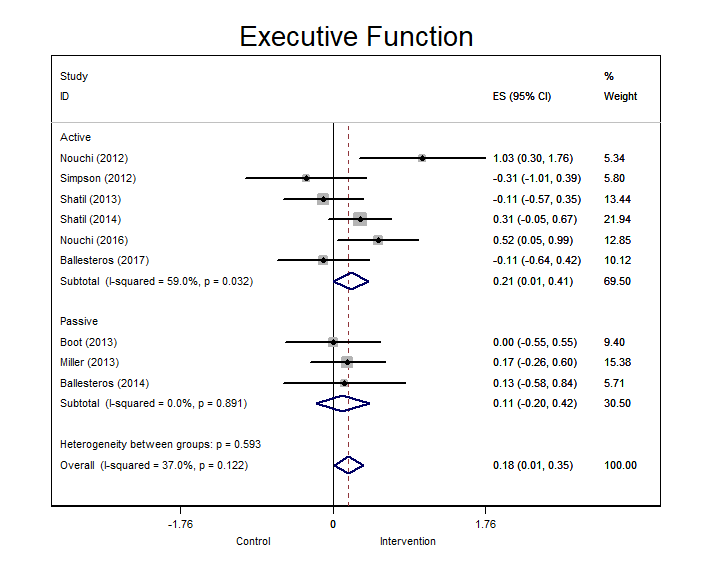 Executive Function
Study %
ID ES (95% CI) Weight
Active
Nouchi (2012) 1.03 (0.30, 1.76) 5.34
Simpson (2012) -0.31 (-1.01, 0.39) 5.80
Shatil (2013) -0.11 (-0.57, 0.35) 13.44
Shatil (2014) 0.31 (-0.05, 0.67) 21.94
Nouchi (2016) 0.52 (0.05, 0.99) 12.85
Ballesteros (2017) -0.11 (-0.64, 0.42) 10.12
Subtotal (I-squared = 59.0%, p = 0.032) 0.21 (0.01, 0.41) 69.50
Passive
Boot (2013) 0.00 (-0.55, 0.55) 9.40
Miller (2013) 0.17 (-0.26, 0.60) 15.38
Ballesteros (2014) 0.13 (-0.58, 0.84) 5.71
Subtotal (I-squared = 0.0%, p = 0.891) 0.11 (-0.20, 0.42) 30.50
Heterogeneity between groups: p = 0.593
Overall (I-squared = 37.0%, p = 0.122) 0.18 (0.01, 0.35) 100.00
-1.76 0 1.76
Control Intervention